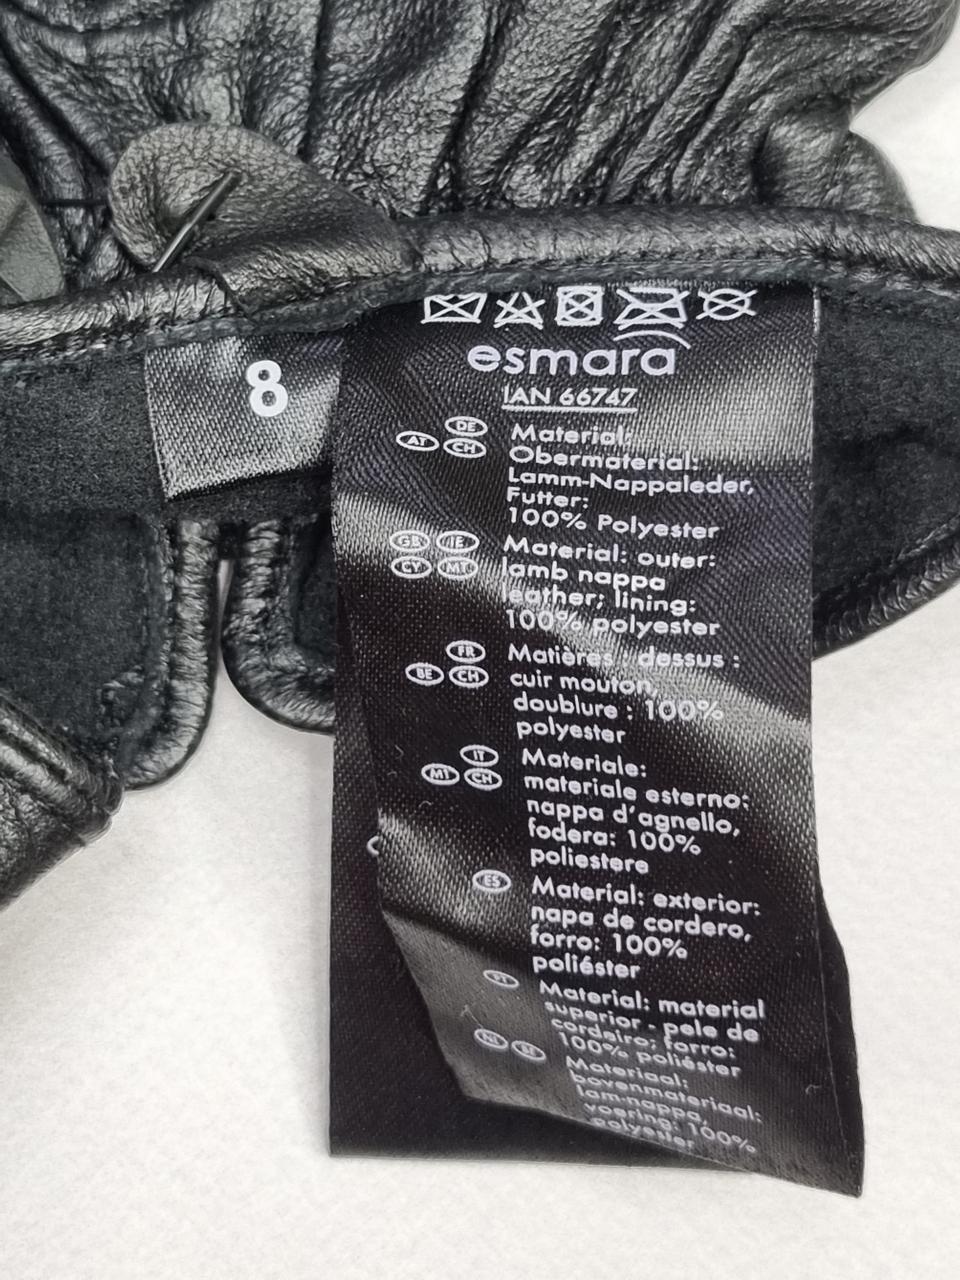 esmara
8
IAN 66747
DE
AT CH
Material:
Obermaterial:
Lamm-Nappaleder,
Futter:
100% Polyester
GB IE
CY MT
Material: outer:
lamb nappa
leather; lining:
100% polyester
FR
BE CH
Matières : dessus :
cuir mouton,
doublure : 100%
polyester
IT
MT CH
Materiale:
materiale esterno:
nappa d'agnello,
fodera: 100%
poliestere
ES
Material: exterior:
napa de cordero,
forro: 100%
poliéster
PT
Material: material
superior - pele de
cordeiro; forro:
100% poliéster
NL BE
Materiaal:
bovenmateriaal:
lam-nappa,
voering: 100%
polyester